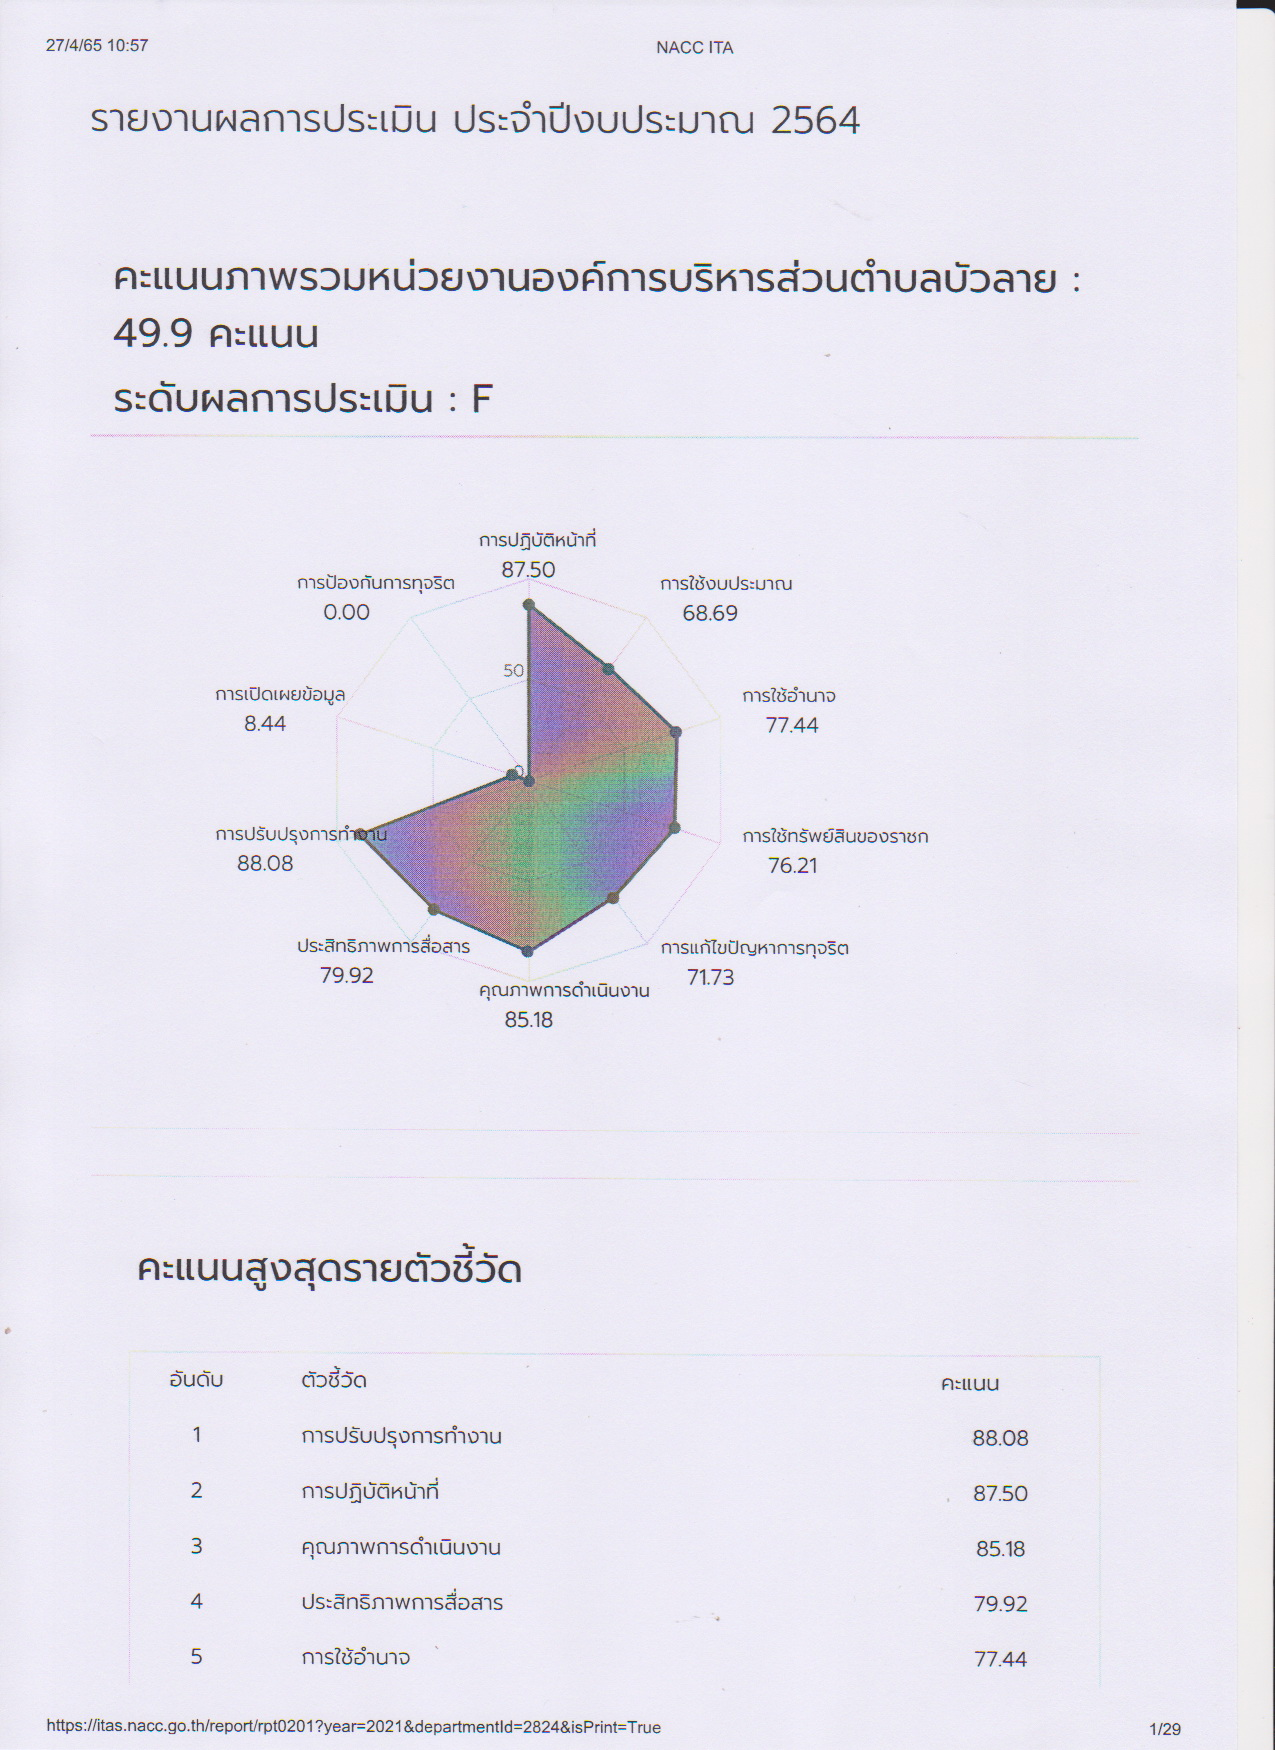 27/4/65 10:57
NACC ITA
รายงานผลการประเมิน ประจำปีงบประมาณ 2564
คะแนนภาพรวมหน่วยงานองค์การบริหารส่วนตำบลบัวลาย :
49.9 คะแนน
ระดับผลการประเมิน : F
การปฏิบัติหน้าที่
87.50
การป้องกันการทุจริต
0.00
การใช้งบประมาณ
68.69
50
การเปิดเผยข้อมูล
8.44
การใช้อำนาจ
77.44
0
การปรับปรุงการทำงาน
88.08
การใช้ทรัพย์สินของราชก
76.21
ประสิทธิภาพการสื่อสาร
79.92
การแก้ไขปัญหาการทุจริต
71.73
คุณภาพการดำเนินงาน
85.18
คะแนนสูงสุดรายตัวชี้วัด
อันดับ ตัวชี้วัด คะแนน
1 การปรับปรุงการทำงาน 88.08
2 การปฏิบัติหน้าที่ 87.50
3 คุณภาพการดำเนินงาน 85.18
4 ประสิทธิภาพการสื่อสาร 79.92
5 การใช้อำนาจ 77.44
https://itas.nacc.go.th/report/rpt0201?year=2021&departmentId=2824&isPrint=True
1/29